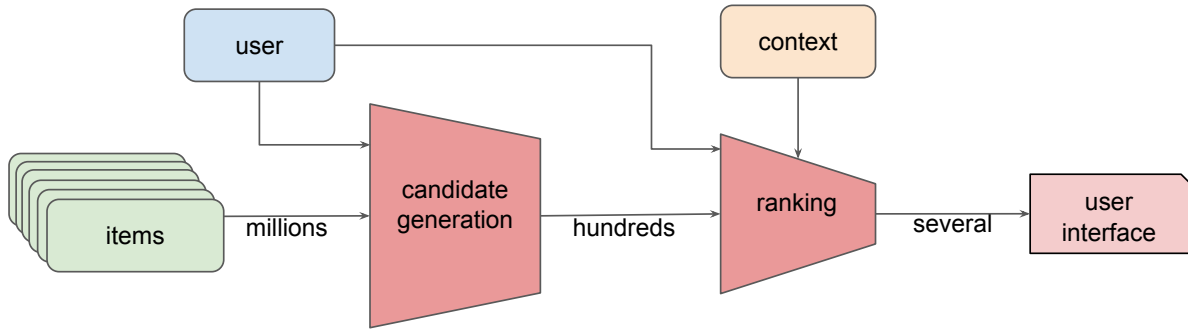 user
context
candidate
generation
ranking
items
millions
hundreds
several
user
interface